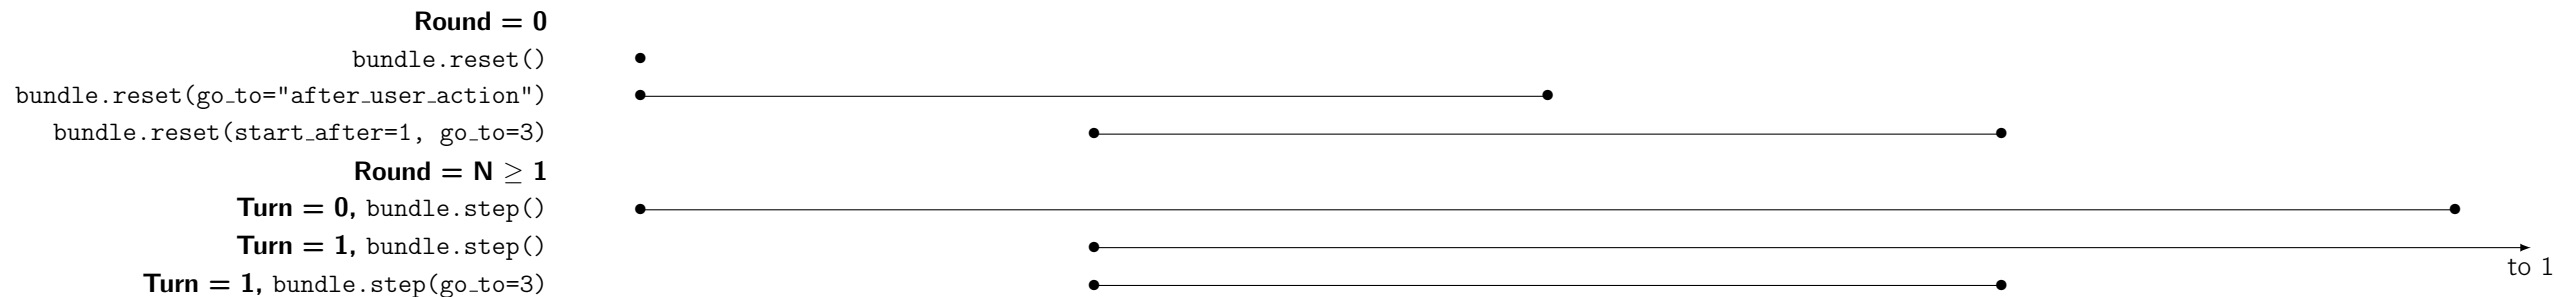 Round = 0
bundle.reset()
bundle.reset(go_to="after_user_action")
bundle.reset(start_after=1, go_to=3)
Round = N ≥ 1
Turn = 0, bundle.step()
Turn = 1, bundle.step()
to 1
Turn = 1, bundle.step(go_to=3)